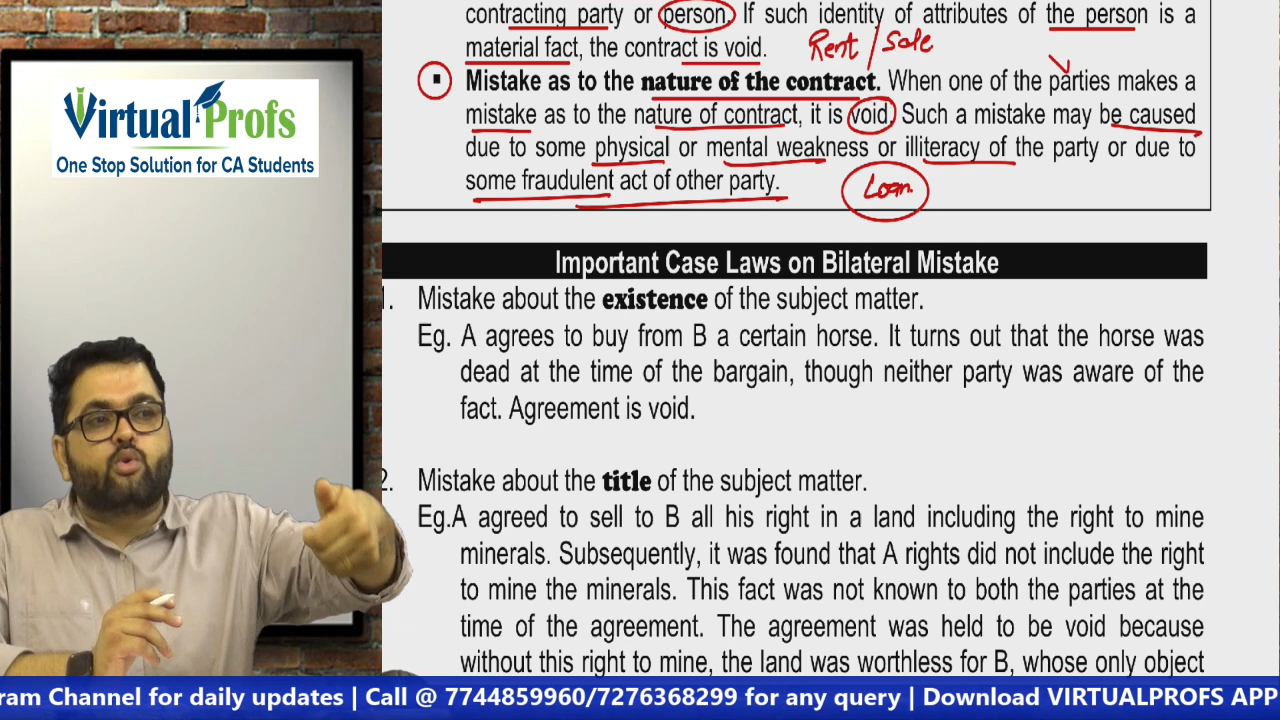 contracting party or person. If such identity of attributes of the person is a
material fact, the contract is void.
Rent / Sale
▪ Mistake as to the nature of the contract. When one of the parties makes a
mistake as to the nature of contract, it is void. Such a mistake may be caused
due to some physical or mental weakness or illiteracy of the party or due to
some fraudulent act of other party.
Loan
Virtual Profs
One Stop Solution for CA Students
Important Case Laws on Bilateral Mistake
1. Mistake about the existence of the subject matter.
Eg. A agrees to buy from B a certain horse. It turns out that the horse was
dead at the time of the bargain, though neither party was aware of the
fact. Agreement is void.
2. Mistake about the title of the subject matter.
Eg.A agreed to sell to B all his right in a land including the right to mine
minerals. Subsequently, it was found that A rights did not include the right
to mine the minerals. This fact was not known to both the parties at the
time of the agreement. The agreement was held to be void because
without this right to mine, the land was worthless for B, whose only object
ram Channel for daily updates | Call @ 7744859960/7276368299 for any query | Download VIRTUALPROFS APP